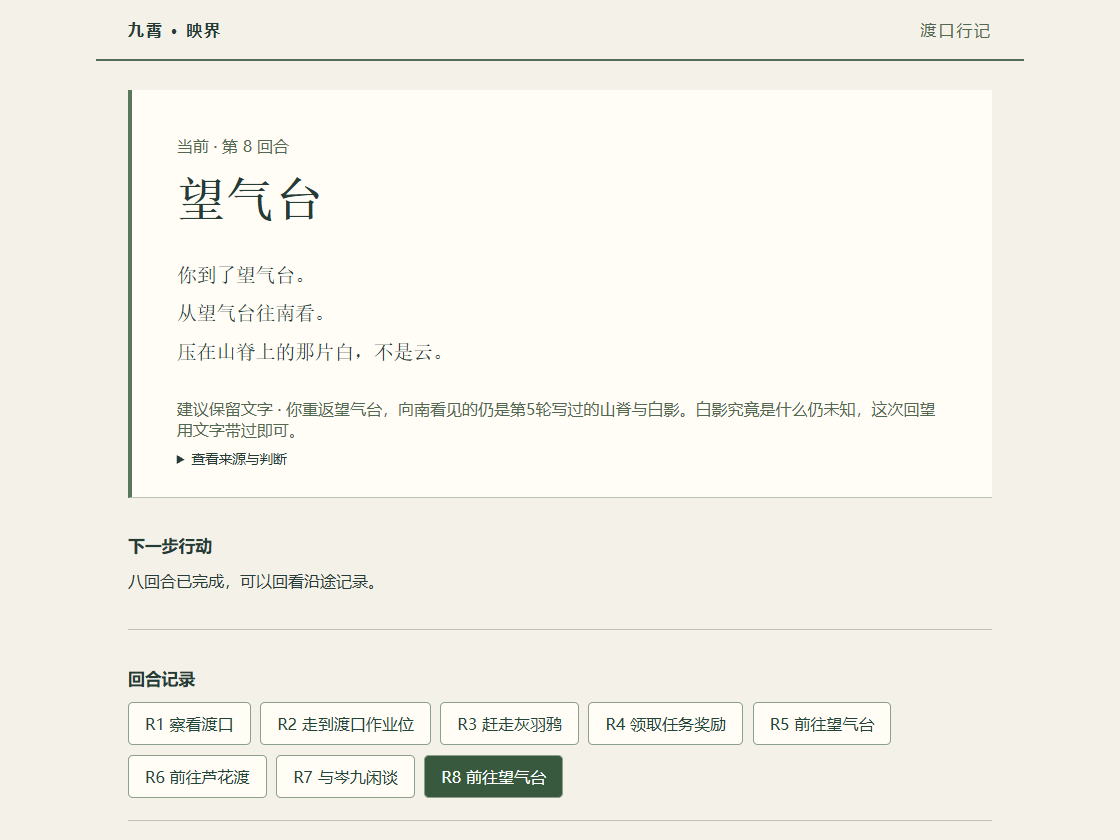 九霄 • 映界
渡口行记
当前 · 第 8 回合
望气台
你到了望气台。
从望气台往南看。
压在山脊上的那片白，不是云。
建议保留文字 · 你重返望气台，向南看见的仍是第5轮写过的山脊与白影。白影究竟是什么仍未知，这次回望
用文字带过即可。
▶ 查看来源与判断
下一步行动
八回合已完成，可以回看沿途记录。
回合记录
R1 察看渡口
R2 走到渡口作业位
R3 赶走灰羽鸦
R4 领取任务奖励
R5 前往望气台
R6 前往芦花渡
R7 与岑九闲谈
R8 前往望气台